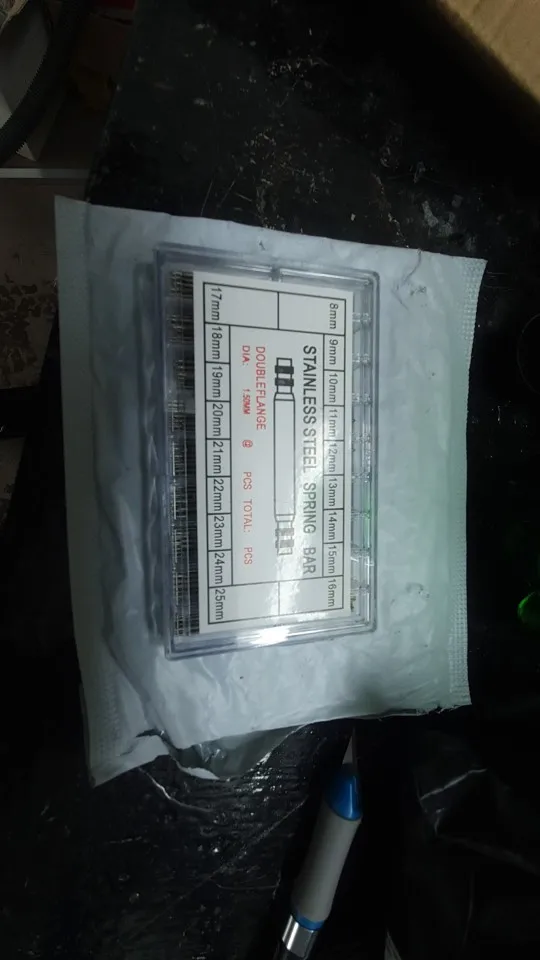 8mm 9mm 10mm 11mm 12mm 13mm 14mm 15mm 16mm
STAINLESS STEEL SPRING BAR
DOUBLEFLANGE
DIA: 1.50MM @ PCS TOTAL: PCS
17mm 18mm 19mm 20mm 21mm 22mm 23mm 24mm 25mm